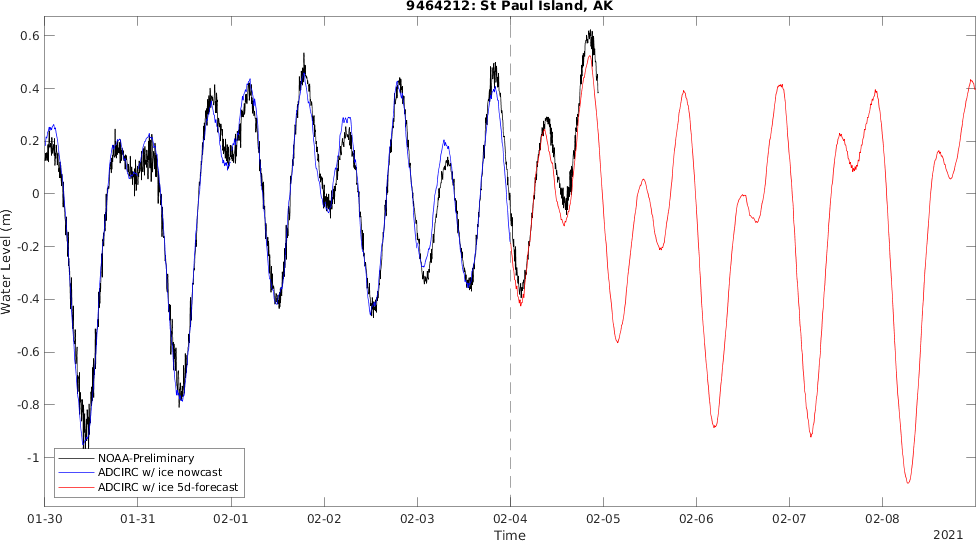 9464212: St Paul Island, AK
0.6
0.4
0.2
0
-0.2
-0.4
-0.6
-0.8
-1
Water Level (m)
NOAA-Preliminary
ADCIRC w/ ice nowcast
ADCIRC w/ ice 5d-forecast
01-30 01-31 02-01 02-02 02-03 02-04 02-05 02-06 02-07 02-08
Time
2021